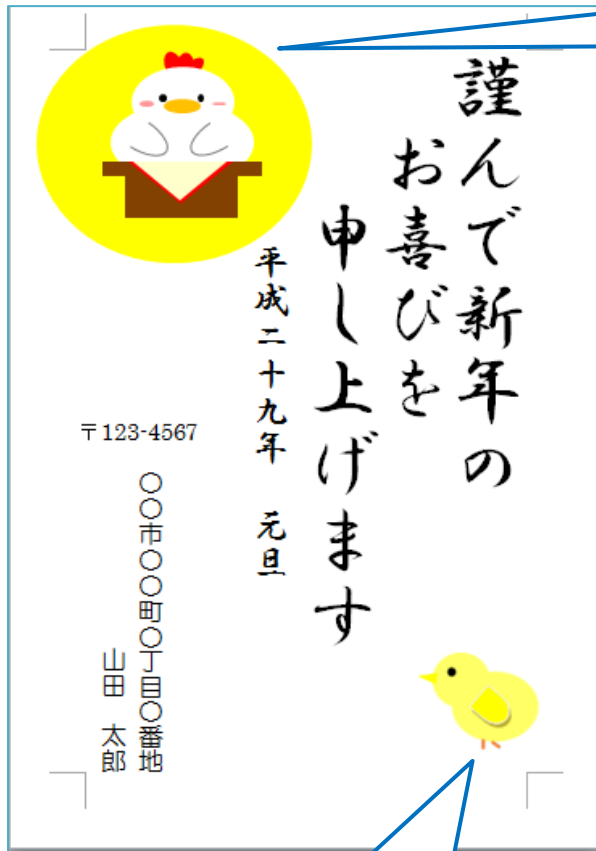 謹んで新年の
お喜びを
申し上げます
平成二十九年　元旦
〒123-4567
〇〇市〇〇町〇丁目〇番地
山田　太郎